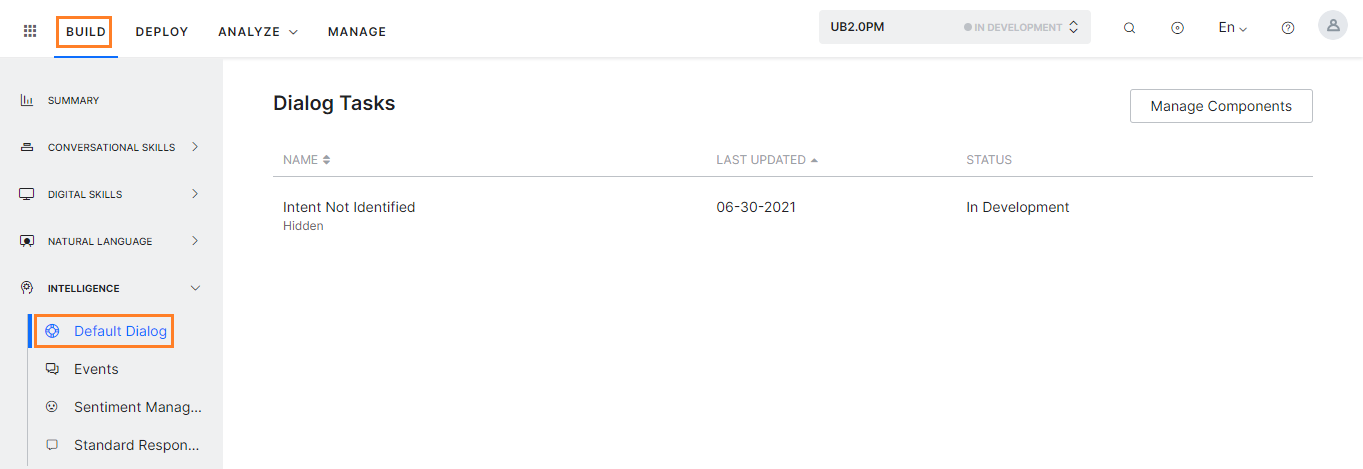 BUILD DEPLOY ANALYZE MANAGE UB2.0PM IN DEVELOPMENT En
SUMMARY
CONVERSATIONAL SKILLS
DIGITAL SKILLS
NATURAL LANGUAGE
INTELLIGENCE
Default Dialog
Events
Sentiment Manag...
Standard Respon...
Dialog Tasks
Manage Components
NAME LAST UPDATED STATUS
Intent Not Identified 06-30-2021 In Development
Hidden